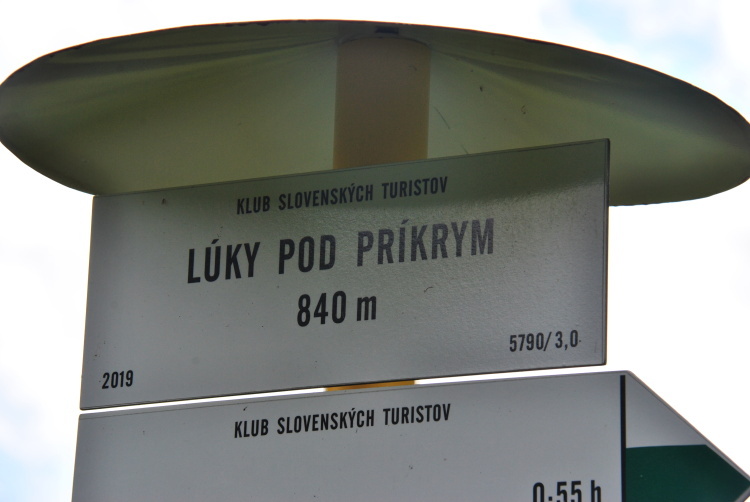 KLUB SLOVENSKÝCH TURISTOV
LÚKY POD PRÍKRYM
840 m
5790/3,0
2019
KLUB SLOVENSKÝCH TURISTOV
0:55 h